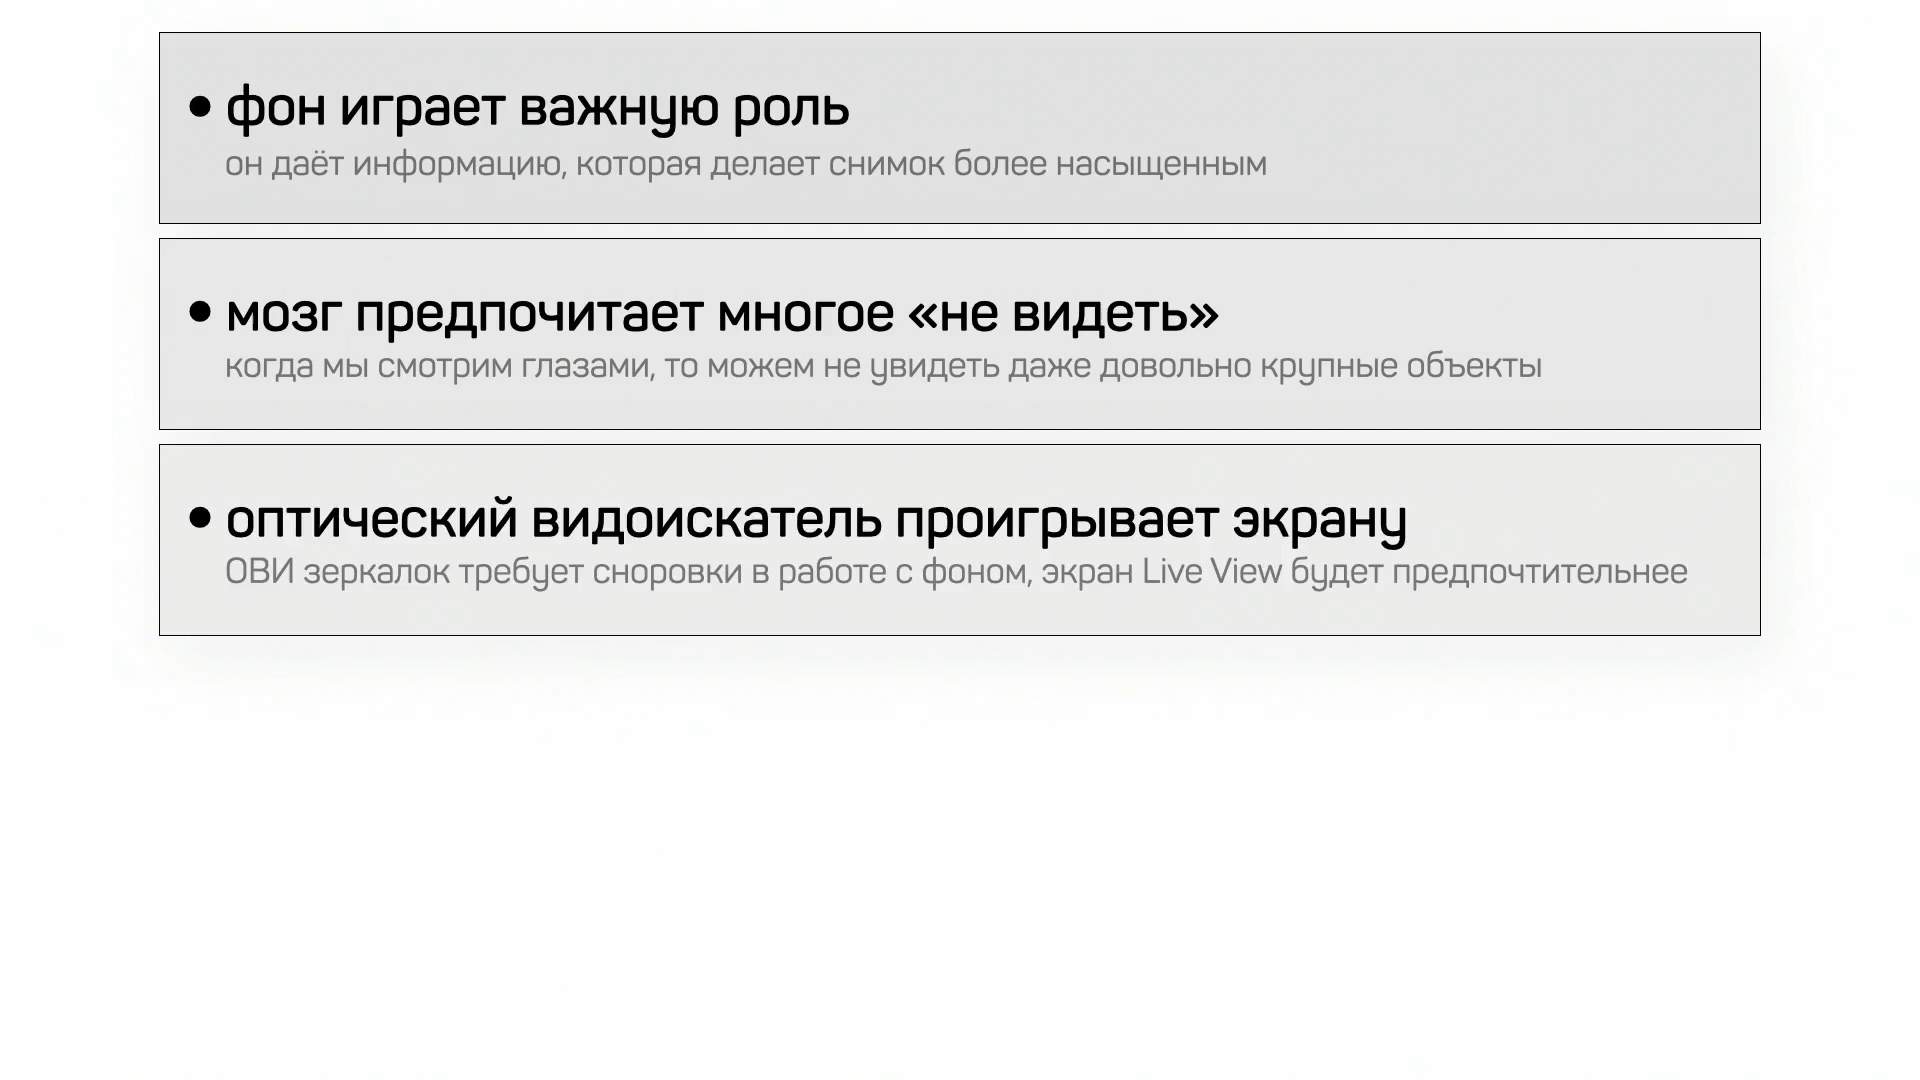 • фон играет важную роль
он даёт информацию, которая делает снимок более насыщенным
• мозг предпочитает многое «не видеть»
когда мы смотрим глазами, то можем не увидеть даже довольно крупные объекты
• оптический видоискатель проигрывает экрану
ОВИ зеркалок требует сноровки в работе с фоном, экран Live View будет предпочтительнее